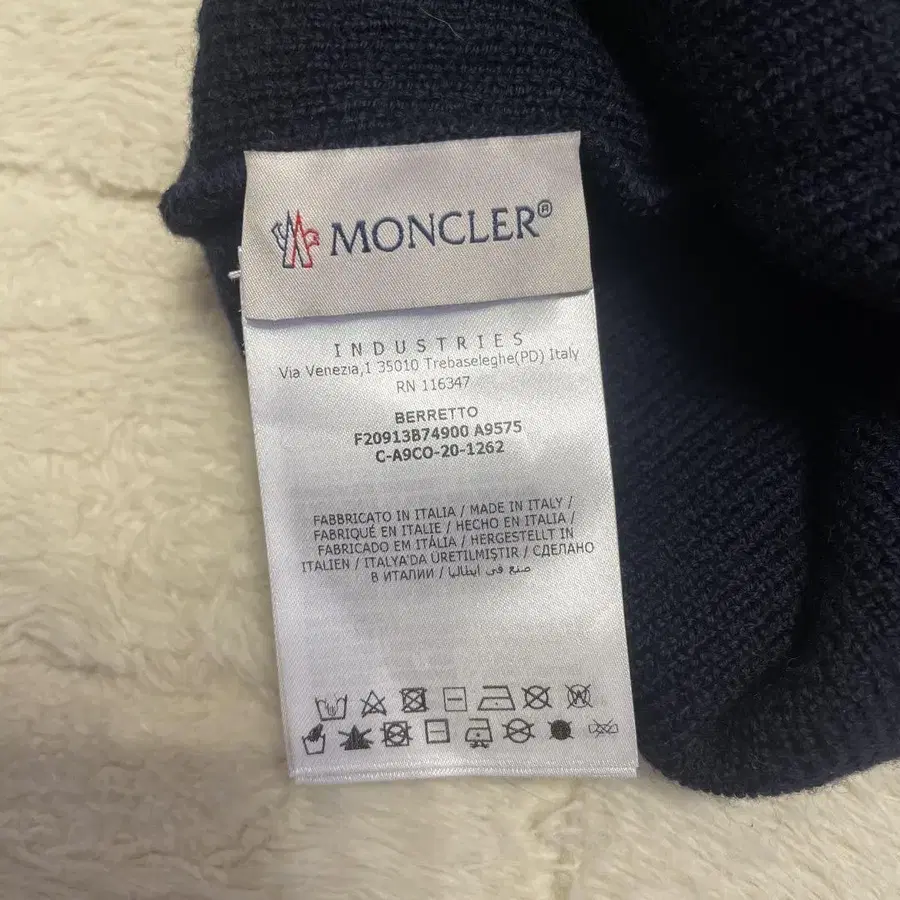 MONCLER®
INDUSTRIES
Via Venezia,1 35010 Trebaseleghe(PD) Italy
RN 116347
BERRETTO
F20913B74900 A9575
C-A9CO-20-1262
FABBRICATO IN ITALIA / MADE IN ITALY /
FABRIQUÉ EN ITALIE / HECHO EN ITALIA /
FABRICADO EM ITÁLIA / HERGESTELLT IN
ITALIEN / ITALYA'DA ÜRETILMIŞTIR / СДЕЛАНО
В ИТАЛИИ / صنع في ايطاليا